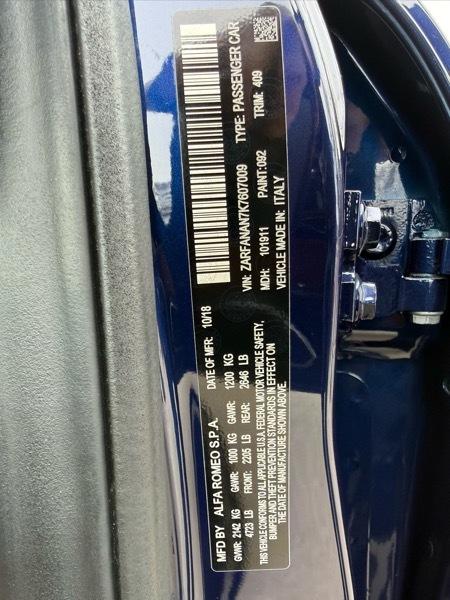 MFD BY ALFA ROMEO S.P.A. DATE OF MFR: 10/18
GVWR: 2142 KG GAWR: 1000 KG GAWR: 1200 KG
4723 LB FRONT: 2205 LB REAR: 2646 LB
THIS VEHICLE CONFORMS TO ALL APPLICABLE U.S.A. FEDERAL MOTOR VEHICLE SAFETY,
BUMPER AND THEFT PREVENTION STANDARDS IN EFFECT ON
THE DATE OF MANUFACTURE SHOWN ABOVE.
VIN: ZARFANAN7K7607009 TYPE: PASSENGER CAR
MDH: 101911 PAINT:092 TRIM: 409
VEHICLE MADE IN: ITALY